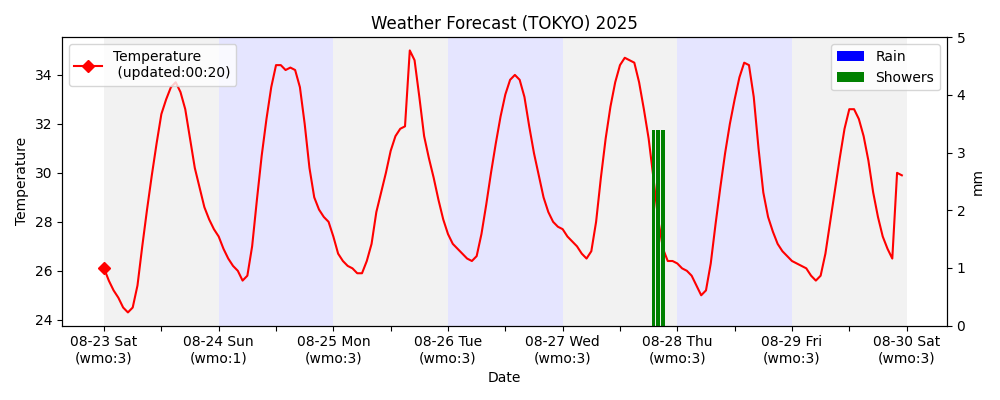 Weather Forecast (TOKYO) 2025
Temperature
(updated:00:20)
Rain
Showers
Temperature
34
32
30
28
26
24
5
4
3
2
1
0
mm
08-23 Sat
(wmo:3)
08-24 Sun
(wmo:1)
08-25 Mon
(wmo:3)
08-26 Tue
(wmo:3)
08-27 Wed
(wmo:3)
08-28 Thu
(wmo:3)
08-29 Fri
(wmo:3)
08-30 Sat
(wmo:3)
Date